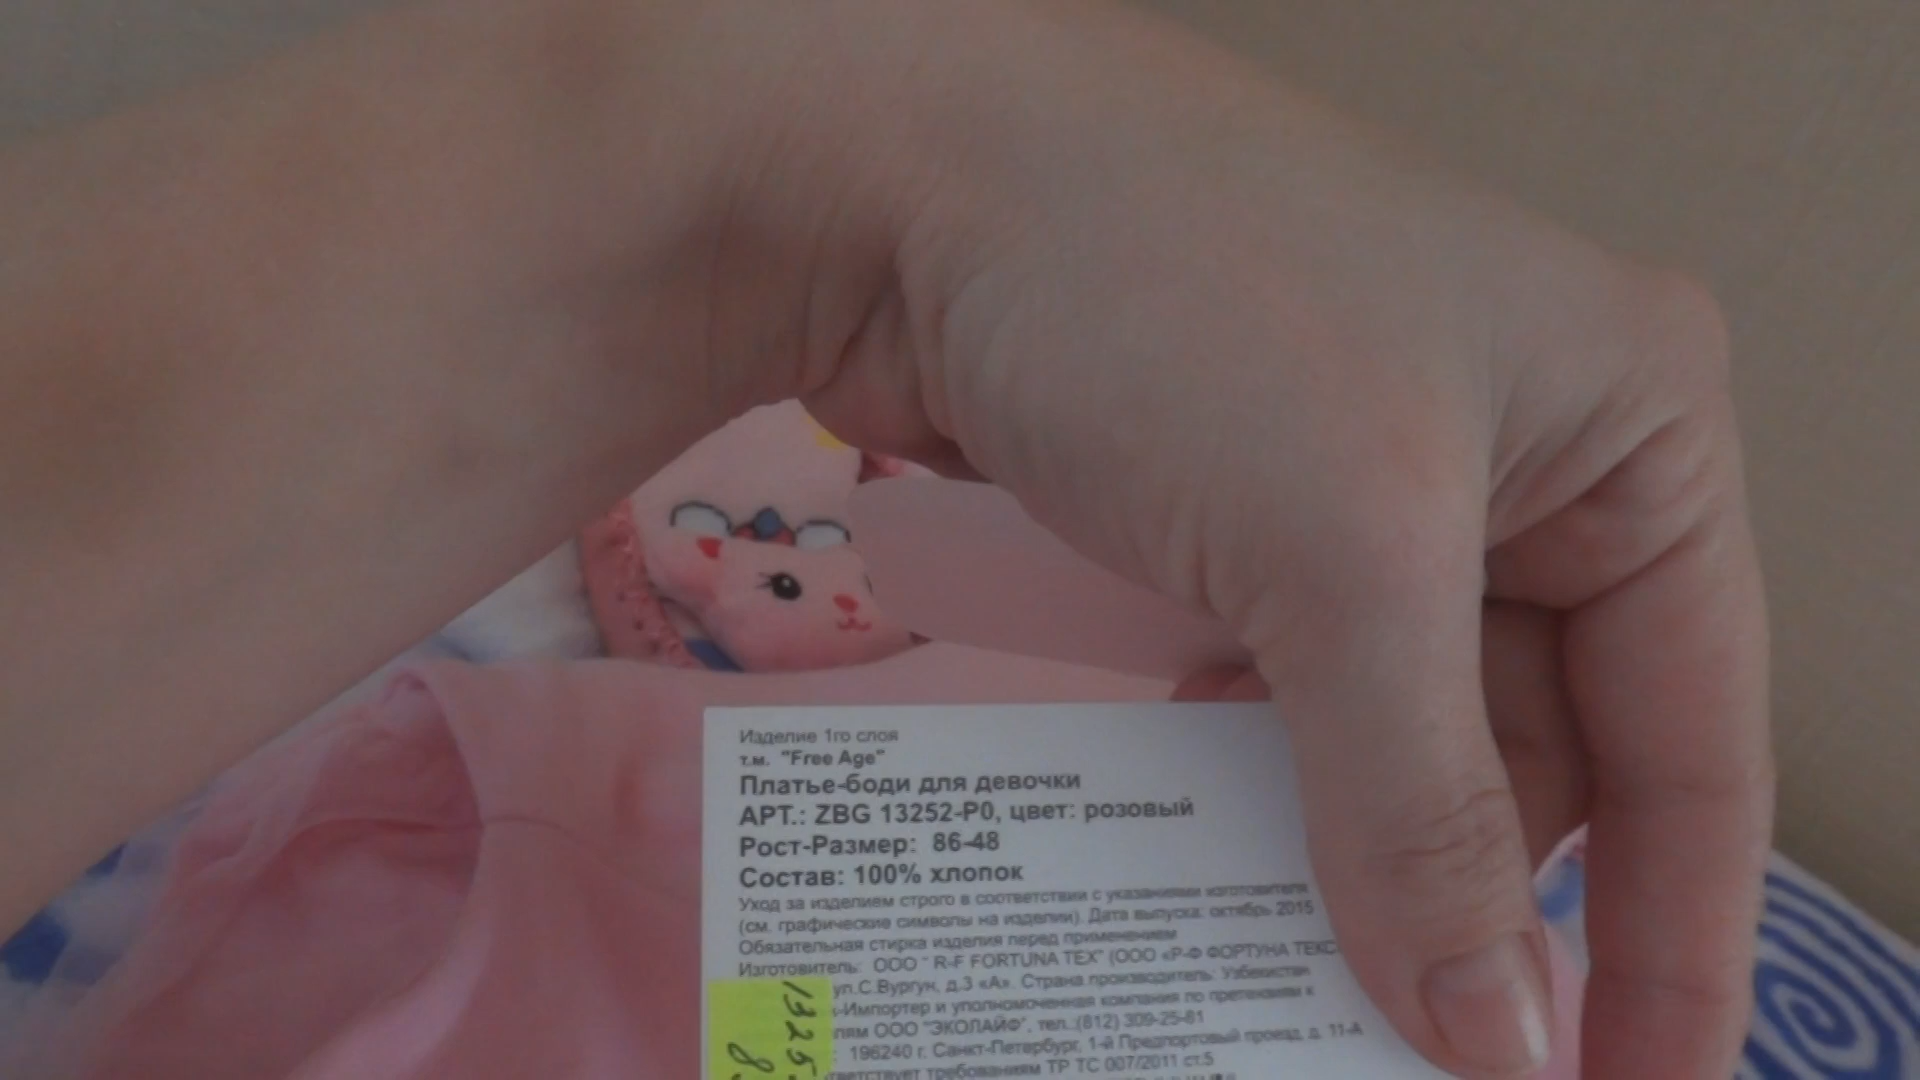 Изделие 1го слоя
т.м. "Free Age"
Платье-боди для девочки
АРТ.: ZBG 13252-P0, цвет: розовый
Рост-Размер: 86-48
Состав: 100% хлопок
Уход за изделием строго в соответствии с указаниями изготовителя
(см. графические символы на изделии). Дата выпуска: октябрь 2015
Обязательная стирка изделия перед применением
Изготовитель: ООО " R-F FORTUNA TEX" (ООО «Р-Ф ФОРТУНА ТЕКС
ул.С.Вургун, д.3 «А». Страна производитель: Узбекистан
-Импортер и уполномоченная компания по претензиям к
лям ООО "ЭКОЛАЙФ", тел.:(812) 309-25-81
: 196240 г. Санкт-Петербург, 1-й Предпортовый проезд, д. 11-А
тветствует требованиям ТР ТС 007/2011 ст.5
1325